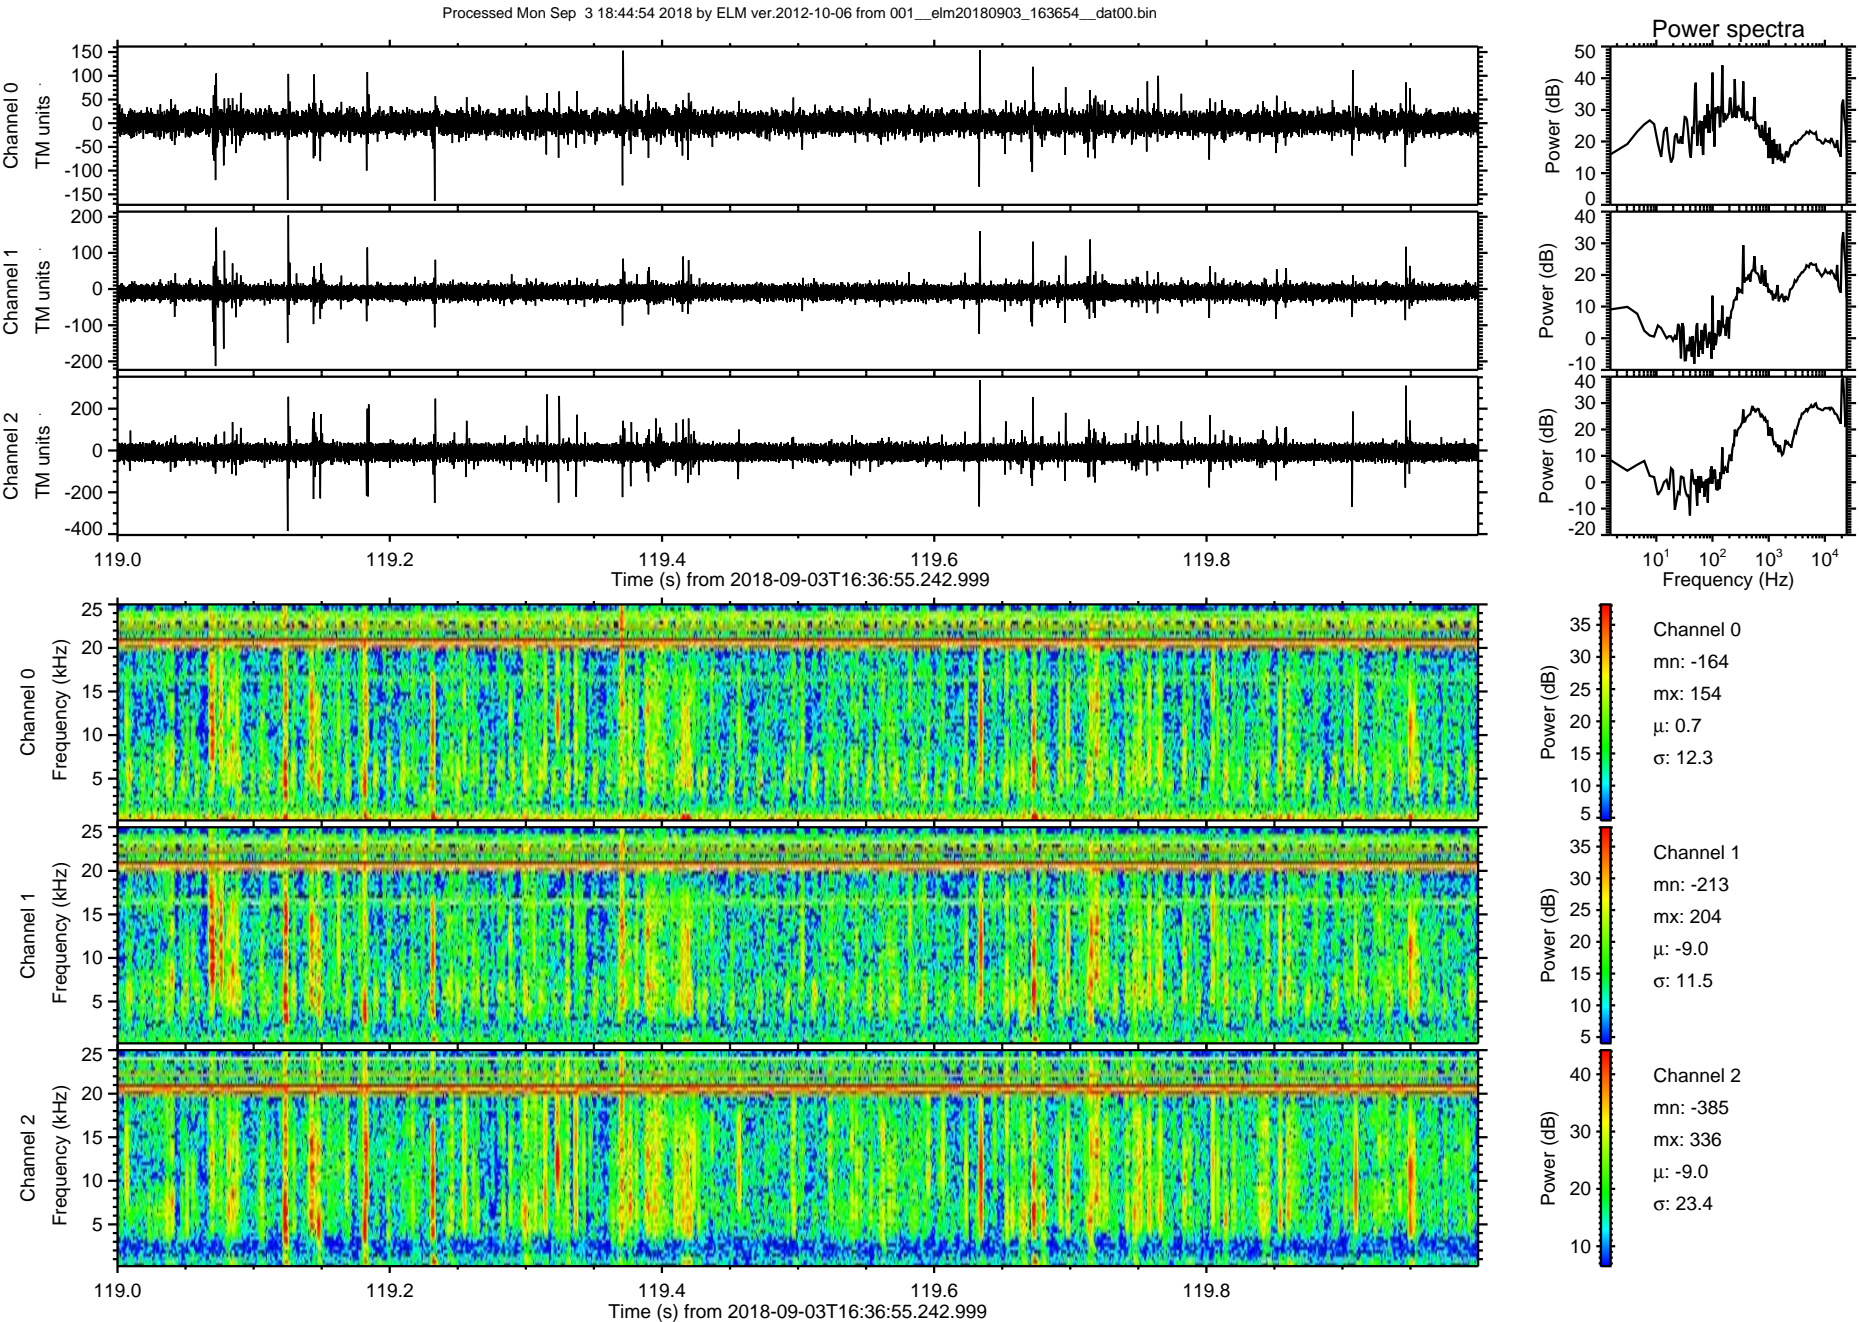 Processed Mon Sep  3 18:44:54 2018 by ELM ver.2012-10-06 from 001__elm20180903_163654__dat00.bin
Power spectra
Channel 0
TM units
150
100
50
0
-50
-100
-150
Power (dB)
50
40
30
20
10
0
Channel 1
TM units
200
100
0
-100
-200
Power (dB)
40
30
20
10
0
-10
Channel 2
TM units
200
0
-200
-400
Power (dB)
40
30
20
10
0
-10
-20
119.0 119.2 119.4 119.6 119.8
Time (s) from 2018-09-03T16:36:55.242.999
10¹ 10² 10³ 10⁴
Frequency (Hz)
Channel 0
Frequency (kHz)
25
20
15
10
5
Power (dB)
35
30
25
20
15
10
5
Channel 0
mn: -164
mx: 154
μ: 0.7
σ: 12.3
Channel 1
Frequency (kHz)
25
20
15
10
5
Power (dB)
35
30
25
20
15
10
5
Channel 1
mn: -213
mx: 204
μ: -9.0
σ: 11.5
Channel 2
Frequency (kHz)
25
20
15
10
5
Power (dB)
40
30
20
10
Channel 2
mn: -385
mx: 336
μ: -9.0
σ: 23.4
119.0 119.2 119.4 119.6 119.8
Time (s) from 2018-09-03T16:36:55.242.999